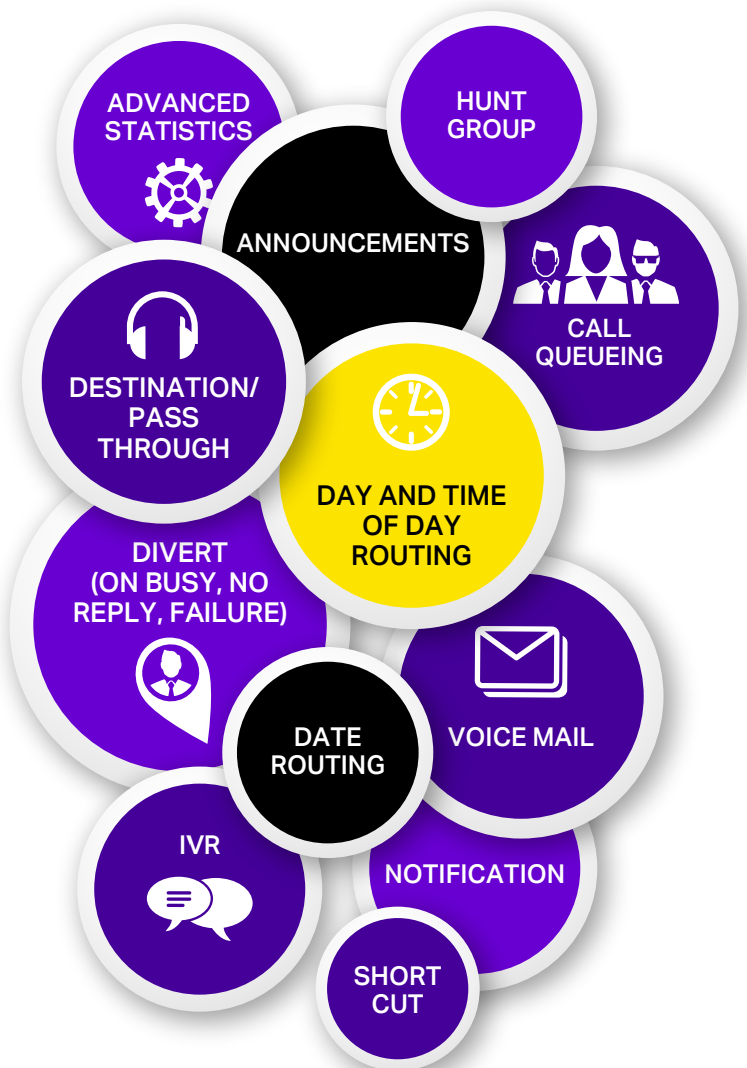 ADVANCED
STATISTICS
HUNT
GROUP
ANNOUNCEMENTS
CALL
QUEUEING
DESTINATION/
PASS
THROUGH
DAY AND TIME
OF DAY
ROUTING
DIVERT
(ON BUSY, NO
REPLY, FAILURE)
DATE
ROUTING
VOICE MAIL
IVR
NOTIFICATION
SHORT
CUT